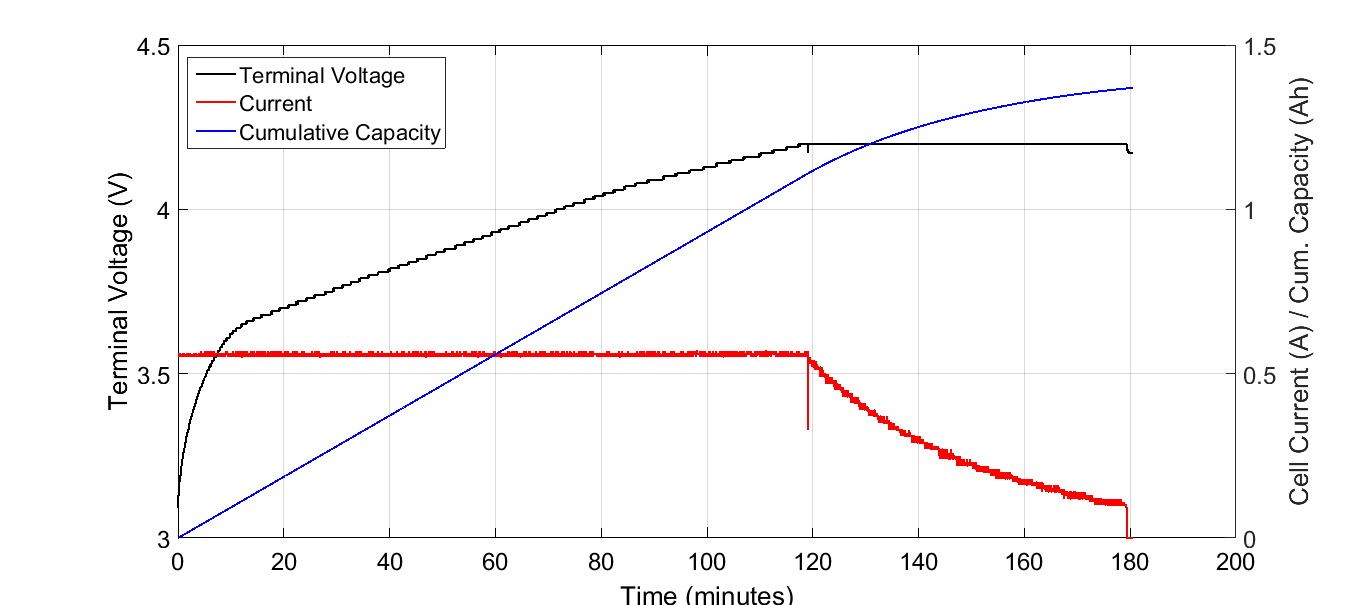 4.5
4
3.5
3
Terminal Voltage (V)
Terminal Voltage
Current
Cumulative Capacity
1.5
1
0.5
0
Cell Current (A) / Cum. Capacity (Ah)
0 20 40 60 80 100 120 140 160 180 200
Time (minutes)